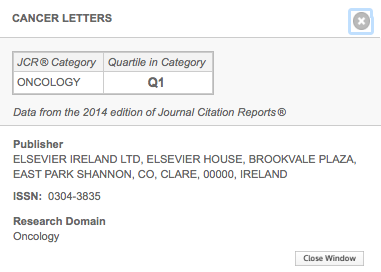 CANCER LETTERS
JCR® Category Quartile in Category
ONCOLOGY Q1
Data from the 2014 edition of Journal Citation Reports®
Publisher
ELSEVIER IRELAND LTD, ELSEVIER HOUSE, BROOKVALE PLAZA,
EAST PARK SHANNON, CO, CLARE, 00000, IRELAND
ISSN: 0304-3835
Research Domain
Oncology
Close Window